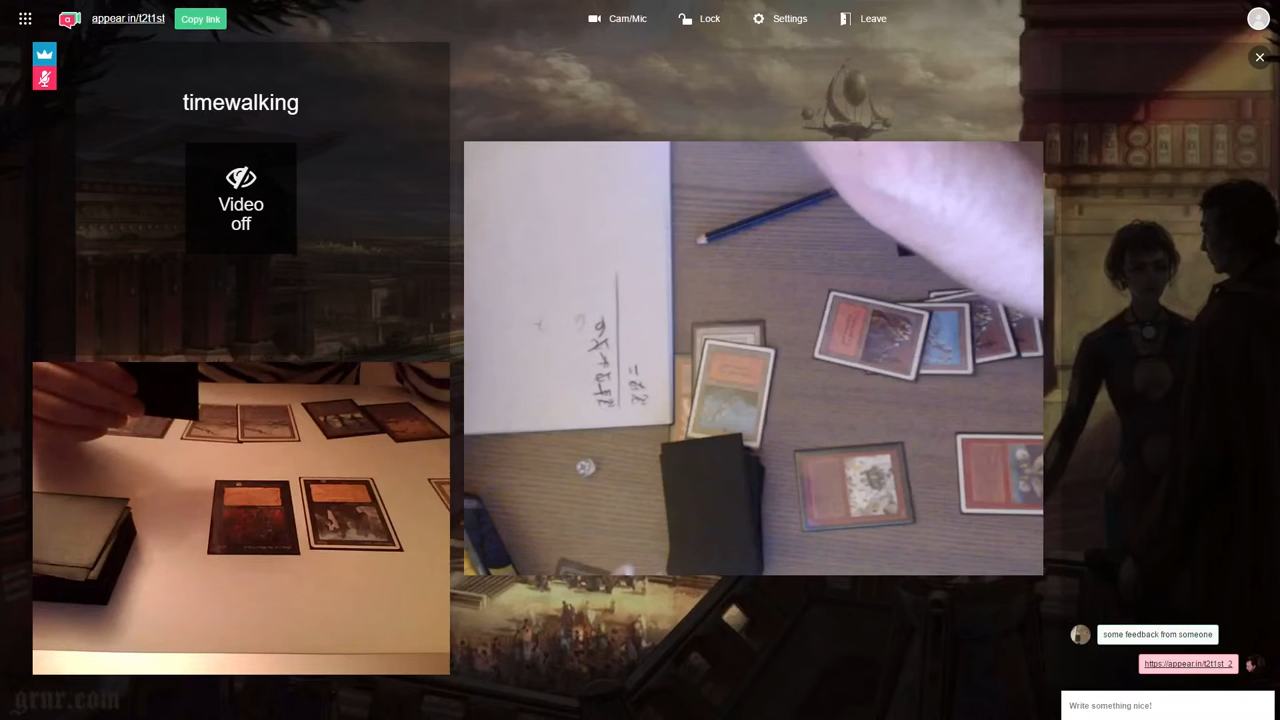 appear.in/t2t1st
Copy link
Cam/Mic
Lock
Settings
Leave
timewalking
Video
off
some feedback from someone
https://appear.in/t2t1st_2
Write something nice!
grnr.com